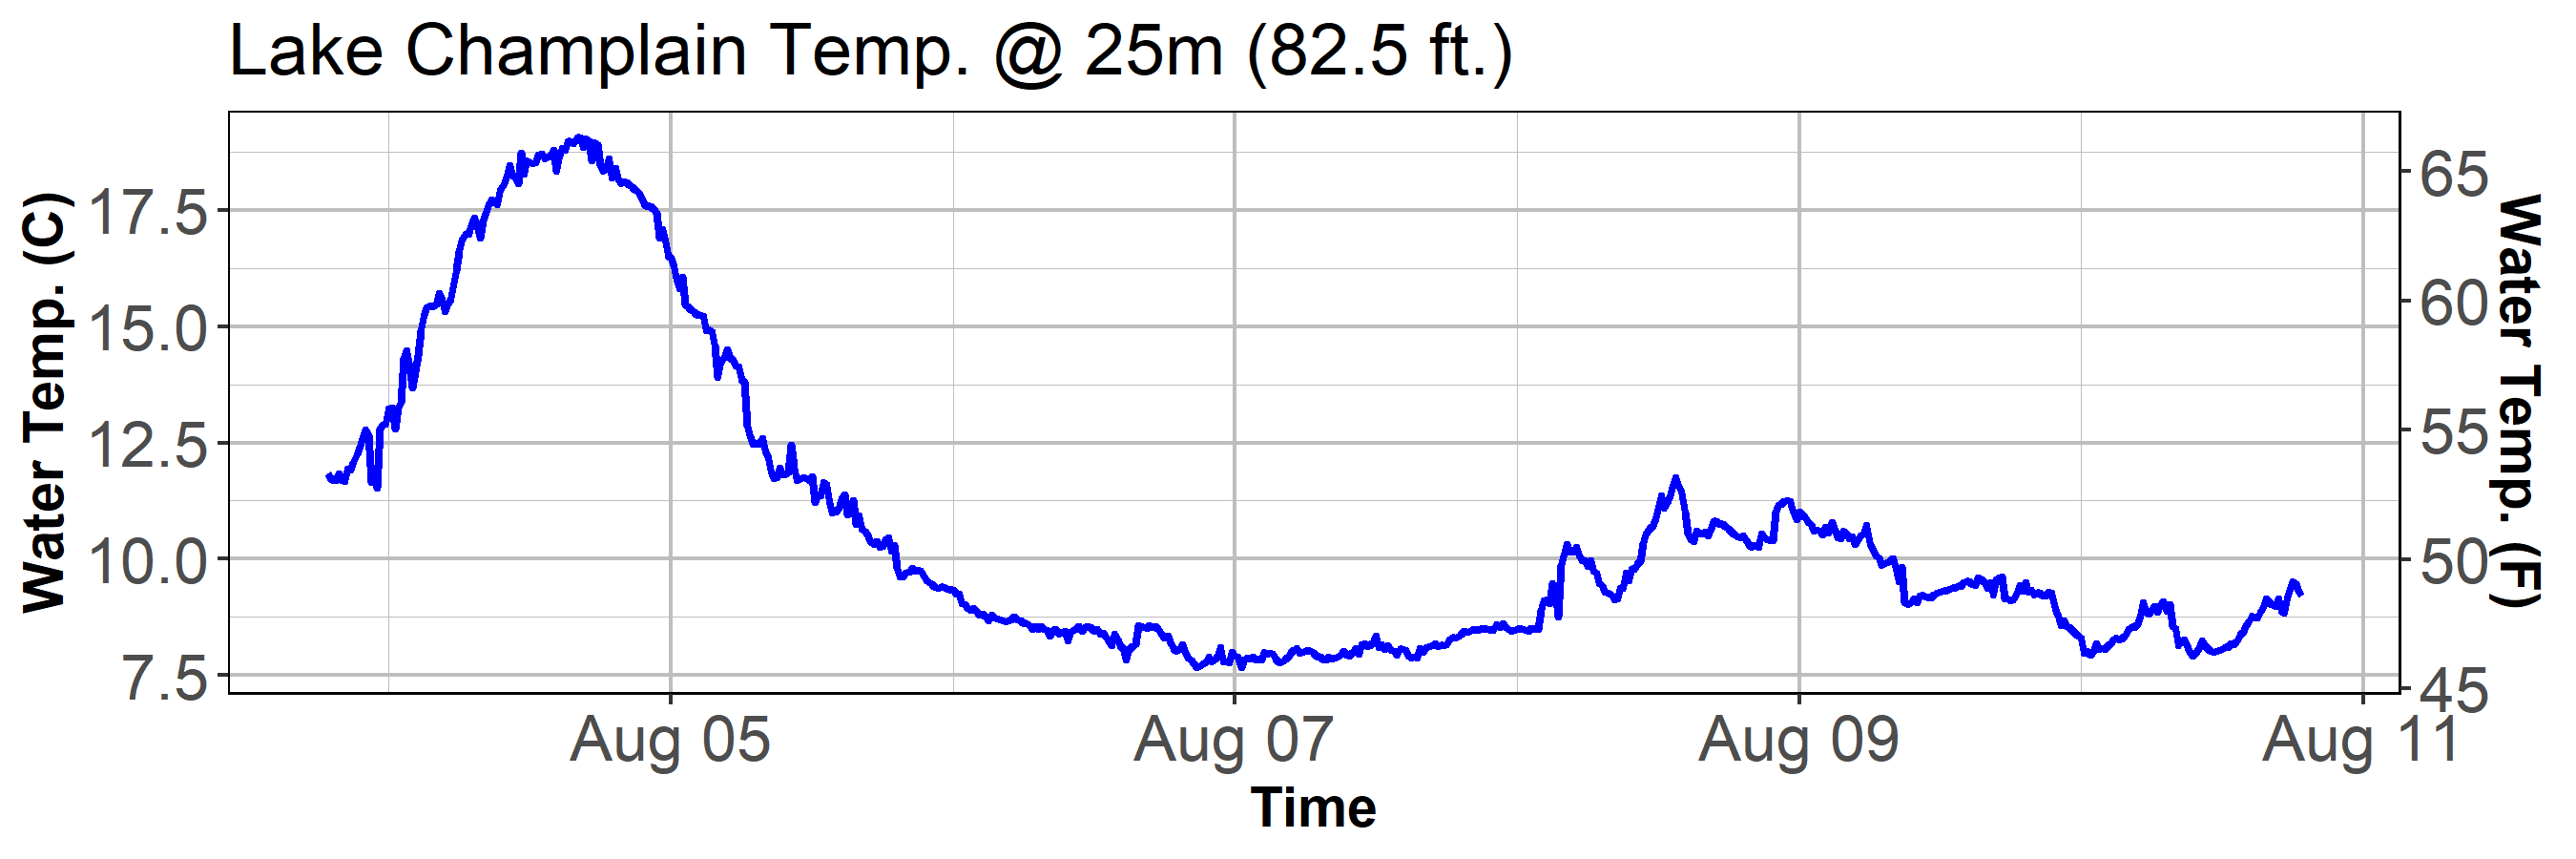 Lake Champlain Temp. @ 25m (82.5 ft.)
Water Temp. (C)
17.5
15.0
12.5
10.0
7.5
65
60
55
50
45
Water Temp. (F)
Aug 05 Aug 07 Aug 09 Aug 11
Time